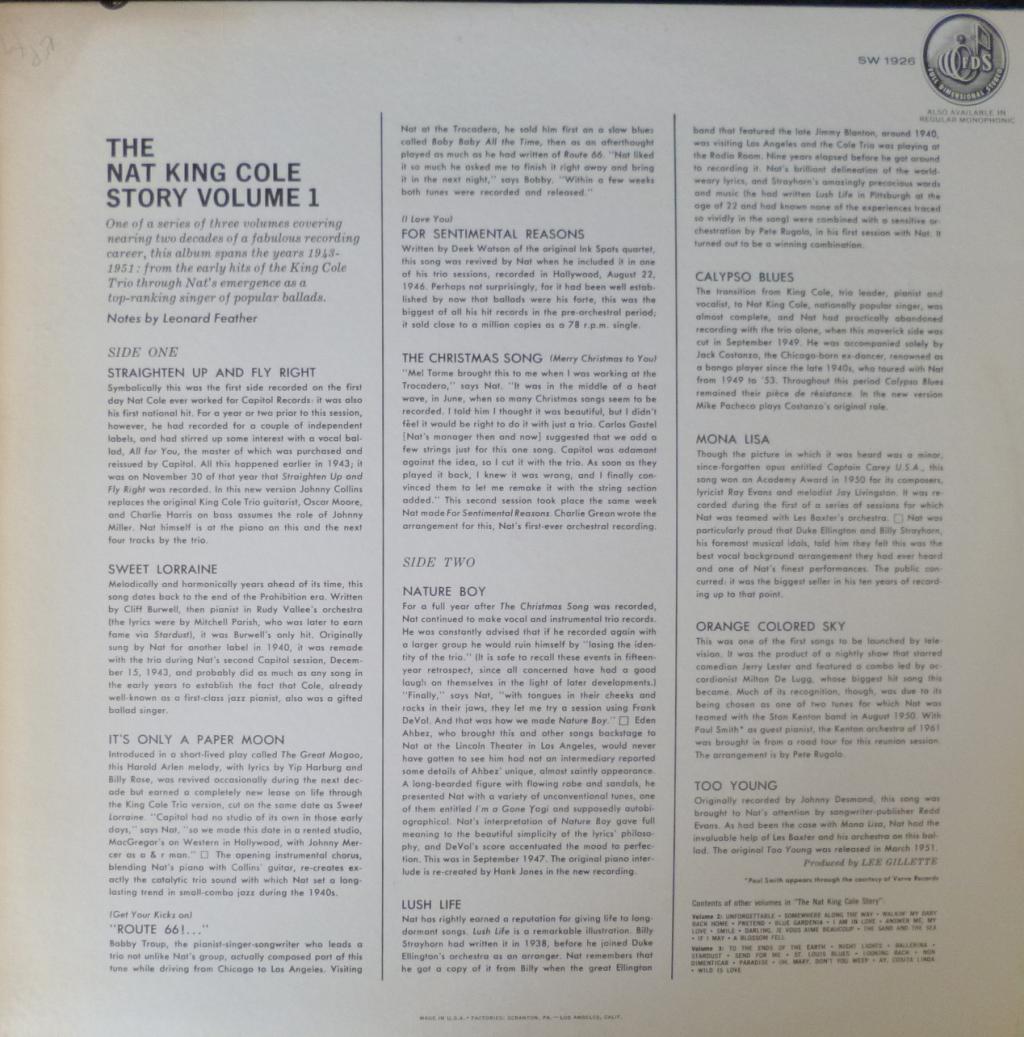 SW 1926
FULL DIMENSIONAL STEREO
ALSO AVAILABLE IN
REGULAR MONOPHONIC
THE
NAT KING COLE
STORY VOLUME 1
One of a series of three volumes covering
nearing two decades of a fabulous recording
career, this album spans the years 1943-
1951: from the early hits of the King Cole
Trio through Nat's emergence as a
top-ranking singer of popular ballads.
Notes by Leonard Feather
SIDE ONE
STRAIGHTEN UP AND FLY RIGHT
Symbolically this was the first side recorded on the first
day Nat Cole ever worked for Capitol Records: it was also
his first national hit. For a year or two prior to this session,
however, he had recorded for a couple of independent
labels, and had stirred up some interest with a vocal bal-
lad, All for You, the master of which was purchased and
reissued by Capitol. All this happened earlier in 1943; it
was on November 30 of that year that Straighten Up and
Fly Right was recorded. In this new version Johnny Collins
replaces the original King Cole Trio guitarist, Oscar Moore,
and Charlie Harris on bass assumes the role of Johnny
Miller. Nat himself is at the piano on this and the next
four tracks by the trio.
SWEET LORRAINE
Melodically and harmonically years ahead of its time, this
song dates back to the end of the Prohibition era. Written
by Cliff Burwell, then pianist in Rudy Vallee's orchestra
(the lyrics were by Mitchell Parish, who was later to earn
fame via Stardust), it was Burwell's only hit. Originally
sung by Nat for another label in 1940, it was remade
with the trio during Nat's second Capitol session, Decem-
ber 15, 1943, and probably did as much as any song in
the early years to establish the fact that Cole, already
well-known as a first-class jazz pianist, also was a gifted
ballad singer.
IT'S ONLY A PAPER MOON
Introduced in a short-lived play called The Great Magoo,
this Harold Arlen melody, with lyrics by Yip Harburg and
Billy Rose, was revived occasionally during the next dec-
ade but earned a completely new lease on life through
the King Cole Trio version, cut on the same date as Sweet
Lorraine. "Capitol had no studio of its own in those early
days," says Nat, "so we made this date in a rented studio,
MacGregor's on Western in Hollywood, with Johnny Mer-
cer as a & r man." □ The opening instrumental chorus,
blending Nat's piano with Collins' guitar, re-creates ex-
actly the catalytic trio sound with which Nat set a long-
lasting trend in small-combo jazz during the 1940s.
(Get Your Kicks on)
"ROUTE 66!..."
Bobby Troup, the pianist-singer-songwriter who leads a
trio not unlike Nat's group, actually composed part of this
tune while driving from Chicago to Los Angeles. Visiting
Nat at the Trocadero, he sold him first on a slow blues
called Baby Baby All the Time, then as an afterthought
played as much as he had written of Route 66. "Nat liked
it so much he asked me to finish it right away and bring
it in the next night," says Bobby. "Within a few weeks
both tunes were recorded and released."
(I Love You)
FOR SENTIMENTAL REASONS
Written by Deek Watson of the original Ink Spots quartet,
this song was revived by Nat when he included it in one
of his trio sessions, recorded in Hollywood, August 22,
1946. Perhaps not surprisingly, for it had been well estab-
lished by now that ballads were his forte, this was the
biggest of all his hit records in the pre-orchestral period;
it sold close to a million copies as a 78 r.p.m. single.
THE CHRISTMAS SONG (Merry Christmas to You)
"Mel Torme brought this to me when I was working at the
Trocadero," says Nat. "It was in the middle of a heat
wave, in June, when so many Christmas songs seem to be
recorded. I told him I thought it was beautiful, but I didn't
feel it would be right to do it with just a trio. Carlos Gastel
[Nat's manager then and now] suggested that we add a
few strings just for this one song. Capitol was adamant
against the idea, so I cut it with the trio. As soon as they
played it back, I knew it was wrong, and I finally con-
vinced them to let me remake it with the string section
added." This second session took place the same week
Nat made For Sentimental Reasons. Charlie Grean wrote the
arrangement for this, Nat's first-ever orchestral recording.
SIDE TWO
NATURE BOY
For a full year after The Christmas Song was recorded,
Nat continued to make vocal and instrumental trio records.
He was constantly advised that if he recorded again with
a larger group he would ruin himself by "losing the iden-
tity of the trio." (It is safe to recall these events in fifteen-
year retrospect, since all concerned have had a good
laugh on themselves in the light of later developments.)
"Finally," says Nat, "with tongues in their cheeks and
rocks in their jaws, they let me try a session using Frank
DeVol. And that was how we made Nature Boy." □ Eden
Ahbez, who brought this and other songs backstage to
Nat at the Lincoln Theater in Los Angeles, would never
have gotten to see him had not an intermediary reported
some details of Ahbez' unique, almost saintly appearance.
A long-bearded figure with flowing robe and sandals, he
presented Nat with a variety of unconventional tunes, one
of them entitled I'm a Gone Yogi and supposedly autobi-
ographical. Nat's interpretation of Nature Boy gave full
meaning to the beautiful simplicity of the lyrics' philoso-
phy, and DeVol's score accentuated the mood to perfec-
tion. This was in September 1947. The original piano inter-
lude is re-created by Hank Jones in the new recording.
LUSH LIFE
Nat has rightly earned a reputation for giving life to long-
dormant songs. Lush Life is a remarkable illustration. Billy
Strayhorn had written it in 1938, before he joined Duke
Ellington's orchestra as an arranger. Nat remembers that
he got a copy of it from Billy when the great Ellington
band that featured the late Jimmy Blanton, around 1940,
was visiting Los Angeles and the Cole Trio was playing at
the Radio Room. Nine years elapsed before he got around
to recording it. Nat's brilliant delineation of the world-
weary lyrics, and Strayhorn's amazingly precocious words
and music (he had written Lush Life in Pittsburgh at the
age of 22 and had known none of the experiences traced
so vividly in the song) were combined with a sensitive or-
chestration by Pete Rugolo, in his first session with Nat. It
turned out to be a winning combination.
CALYPSO BLUES
The transition from King Cole, trio leader, pianist and
vocalist, to Nat King Cole, nationally popular singer, was
almost complete, and Nat had practically abandoned
recording with the trio alone, when this maverick side was
cut in September 1949. He was accompanied solely by
Jack Costanzo, the Chicago-born ex-dancer, renowned as
a bongo player since the late 1940s, who toured with Nat
from 1949 to '53. Throughout this period Calypso Blues
remained their pièce de résistance. In the new version
Mike Pacheco plays Costanzo's original role.
MONA LISA
Though the picture in which it was heard was a minor,
since-forgotten opus entitled Captain Carey U.S.A., this
song won an Academy Award in 1950 for its composers,
lyricist Ray Evans and melodist Jay Livingston. It was re-
corded during the first of a series of sessions for which
Nat was teamed with Les Baxter's orchestra. □ Nat was
particularly proud that Duke Ellington and Billy Strayhorn,
his foremost musical idols, told him they felt this was the
best vocal background arrangement they had ever heard
and one of Nat's finest performances. The public con-
curred: it was the biggest seller in his ten years of record-
ing up to that point.
ORANGE COLORED SKY
This was one of the first songs to be launched by tele-
vision. It was the product of a nightly show that starred
comedian Jerry Lester and featured a combo led by ac-
cordionist Milton De Lugg, whose biggest hit song this
became. Much of its recognition, though, was due to its
being chosen as one of two tunes for which Nat was
teamed with the Stan Kenton band in August 1950. With
Paul Smith* as guest pianist, the Kenton orchestra of 1961
was brought in from a road tour for this reunion session.
The arrangement is by Pete Rugolo.
TOO YOUNG
Originally recorded by Johnny Desmond, this song was
brought to Nat's attention by songwriter-publisher Redd
Evans. As had been the case with Mona Lisa, Nat had the
invaluable help of Les Baxter and his orchestra on this bal-
lad. The original Too Young was released in March 1951.
Produced by LEE GILLETTE
*Paul Smith appears through the courtesy of Verve Records
Contents of other volumes in "The Nat King Cole Story":
Volume 2: UNFORGETTABLE • SOMEWHERE ALONG THE WAY • WALKIN' MY BABY
BACK HOME • PRETEND • BLUE GARDENIA • I AM IN LOVE • ANSWER ME, MY
LOVE • SMILE • DARLING, JE VOUS AIME BEAUCOUP • THE SAND AND THE SEA
• IF I MAY • A BLOSSOM FELL
Volume 3: TO THE ENDS OF THE EARTH • NIGHT LIGHTS • BALLERINA •
STARDUST • SEND FOR ME • ST. LOUIS BLUES • LOOKING BACK • NON
DIMENTICAR • PARADISE • OH, MARY, DON'T YOU WEEP • AY, COSITA LINDA
• WILD IS LOVE
MADE IN U.S.A. • FACTORIES: SCRANTON, PA. — LOS ANGELES, CALIF.